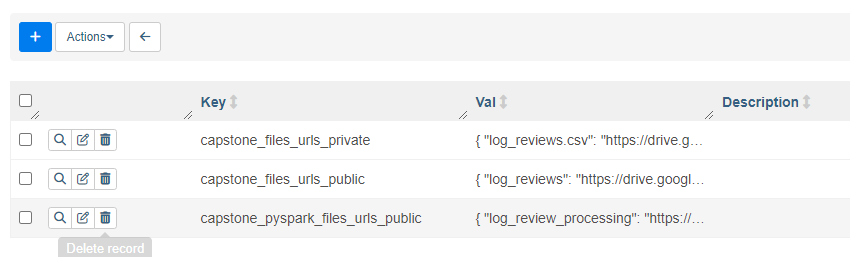 Actions
Key Val Description
capstone_files_urls_private { "log_reviews.csv": "https://drive.g...
capstone_files_urls_public { "log_reviews": "https://drive.googl...
capstone_pyspark_files_urls_public { "log_review_processing": "https://...
Delete record